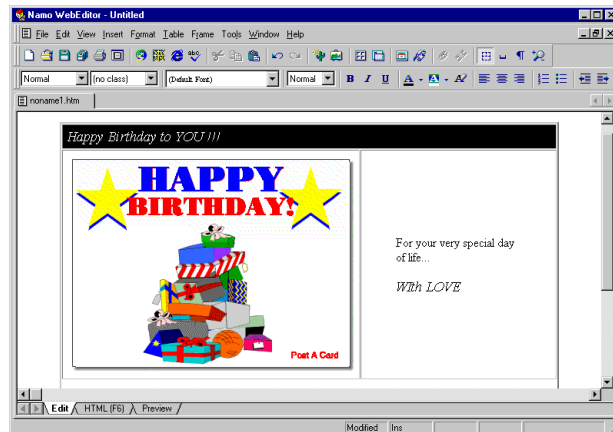 Namo WebEditor - Untitled
File Edit View Insert Format Table Frame Tools Window Help
Normal (no class) (Default Font) Normal B I U A A A
noname1.htm
Happy Birthday to YOU !!!
HAPPY
BIRTHDAY!
For your very special day
of life...
WIth LOVE
Post A Card
Edit HTML (F6) Preview
Modified Ins